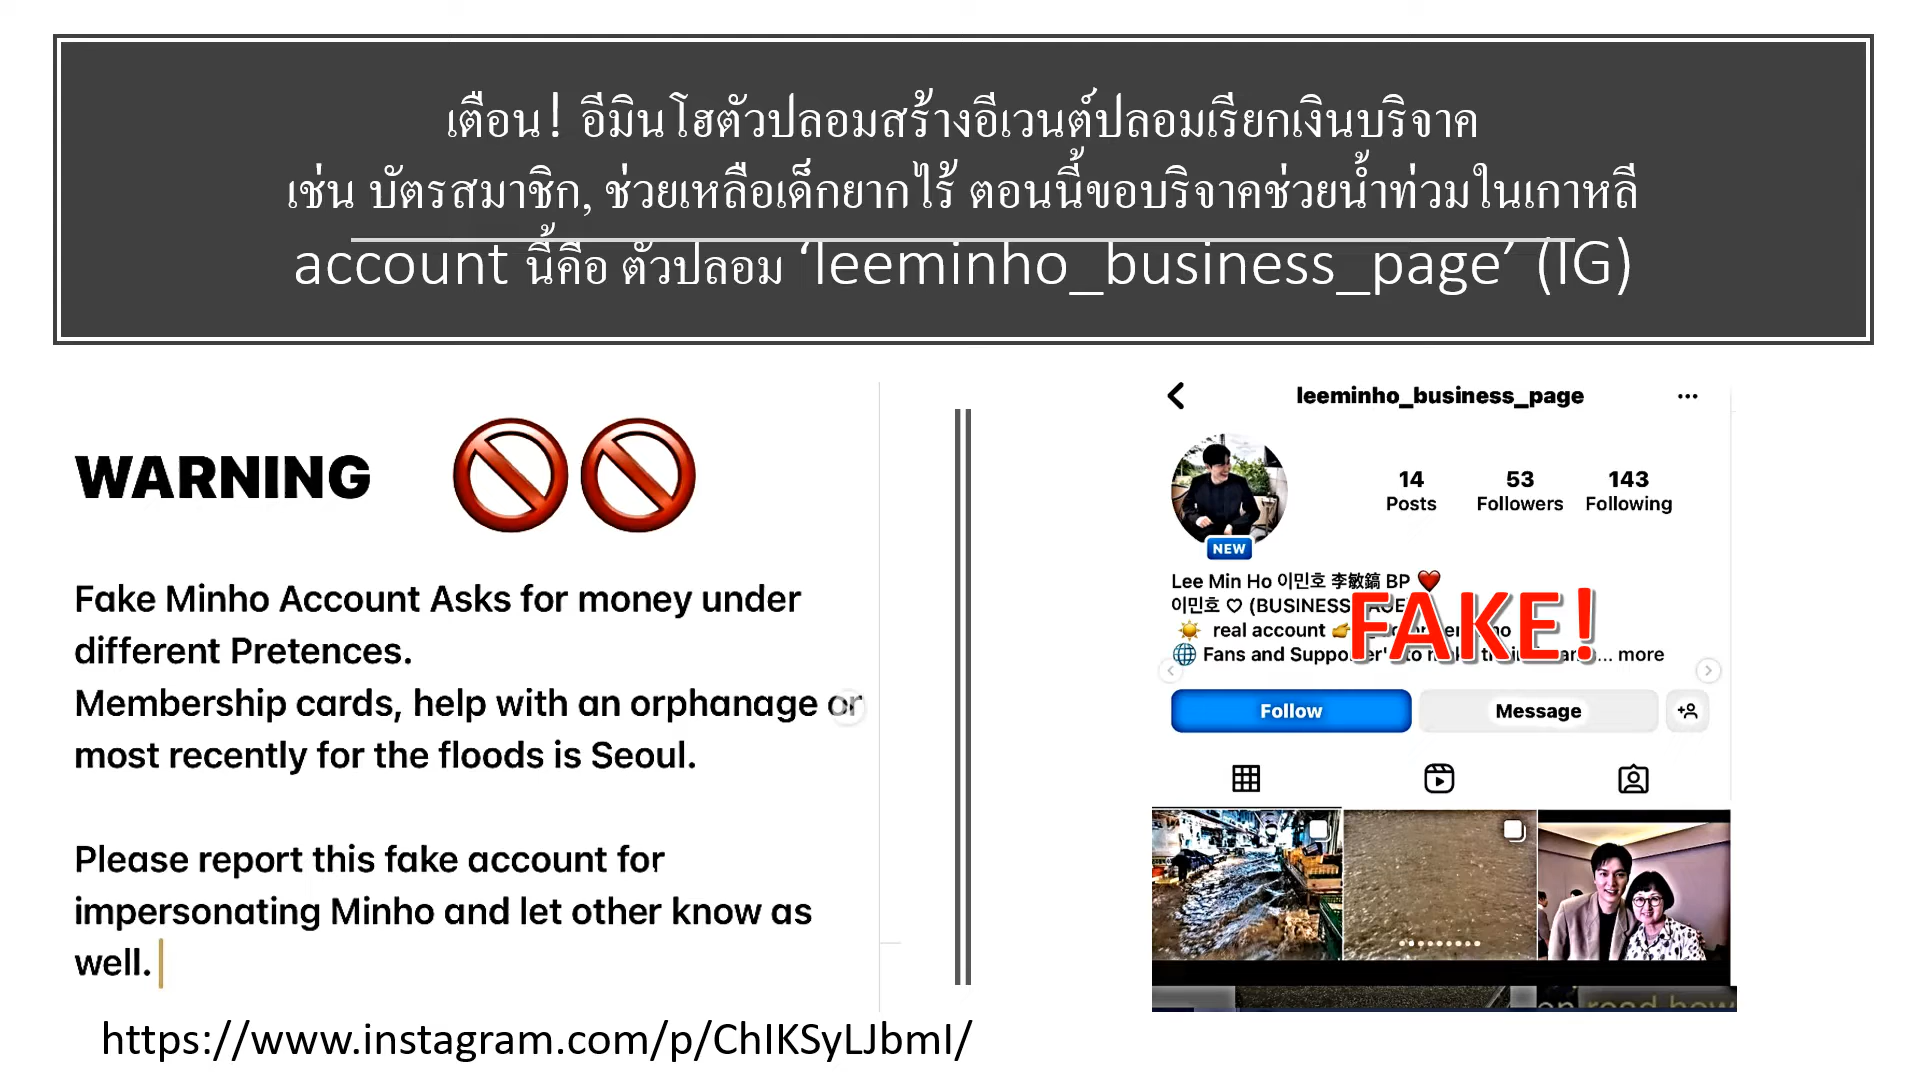 เตือน! อีมินโฮตัวปลอมสร้างอีเวนต์ปลอมเรียกเงินบริจาค
เช่น บัตรสมาชิก, ช่วยเหลือเด็กยากไร้ ตอนนี้ขอบริจาคช่วยน้ำท่วมในเกาหลี
account นี้คือ ตัวปลอม ‘leeminho_business_page’ (IG)
WARNING
Fake Minho Account Asks for money under
different Pretences.
Membership cards, help with an orphanage or
most recently for the floods is Seoul.
Please report this fake account for
impersonating Minho and let other know as
well.
https://www.instagram.com/p/ChIKSyLJbmI/
leeminho_business_page
14
Posts
53
Followers
143
Following
NEW
Lee Min Ho 이민호 李敏鎬 BP ❤️
이민호 ♡ (BUSINESS
real account 👉
Fans and ... more
FAKE!
Follow
Message